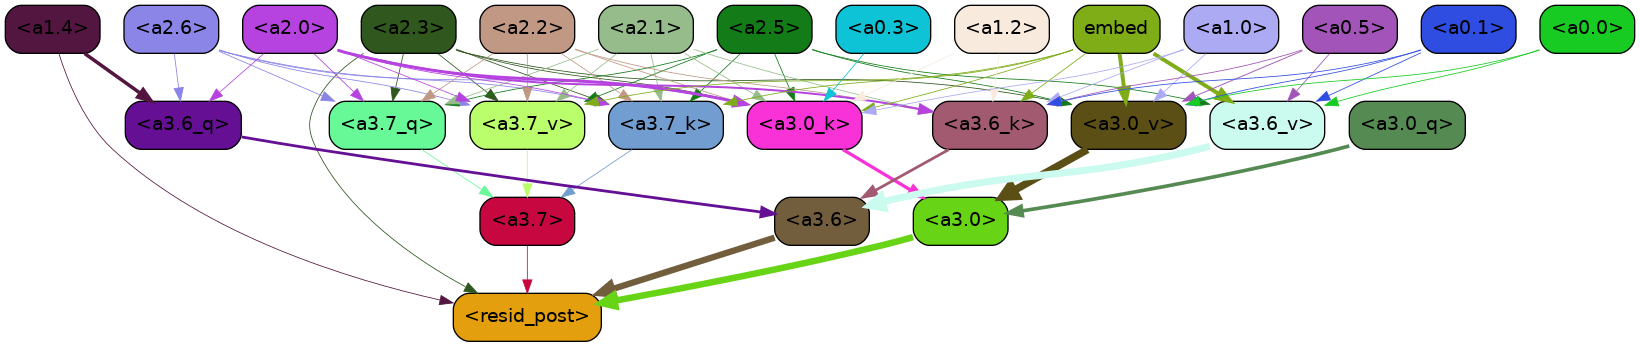 <a1.4> <a2.6> <a2.0> <a2.3> <a2.2> <a2.1> <a2.5> <a0.3> <a1.2> embed <a1.0> <a0.5> <a0.1> <a0.0>
<a3.6_q> <a3.7_q> <a3.7_v> <a3.7_k> <a3.0_k> <a3.6_k> <a3.0_v> <a3.6_v> <a3.0_q>
<a3.7> <a3.6> <a3.0>
<resid_post>